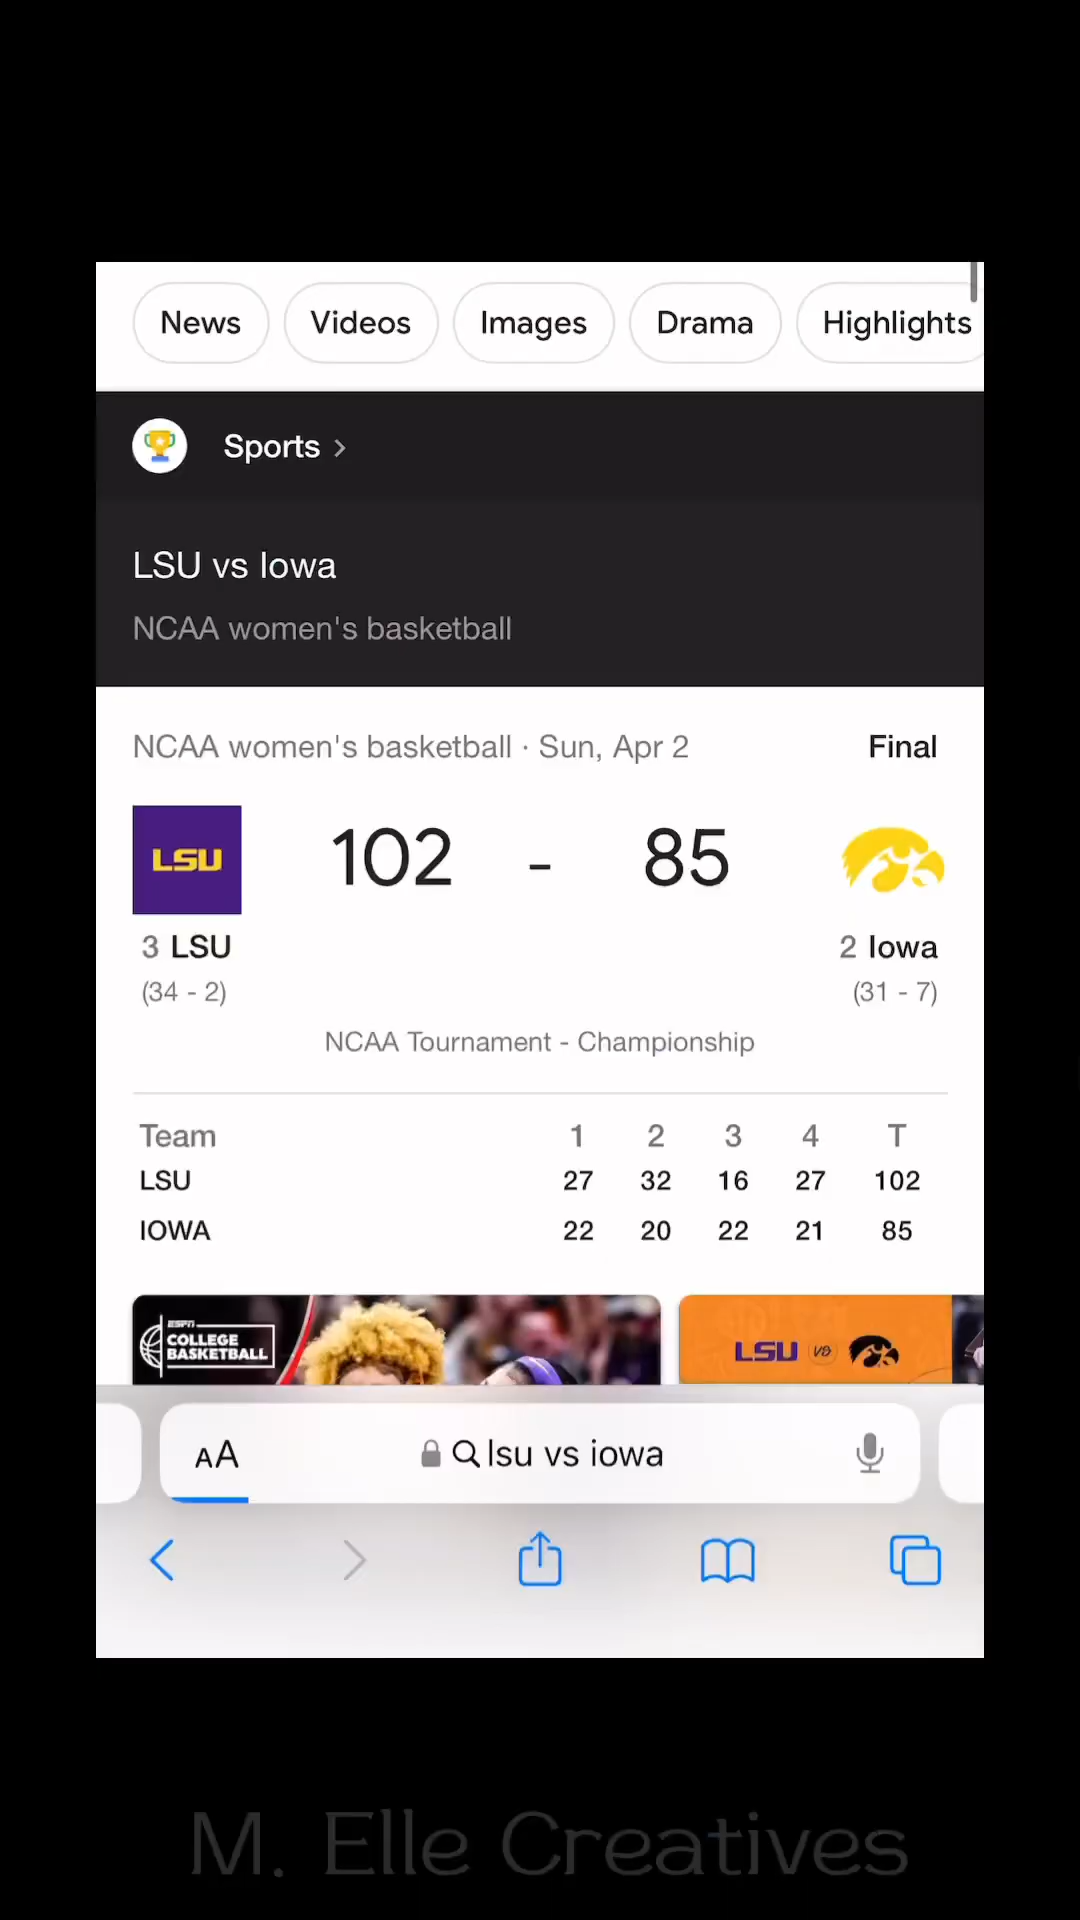 News Videos Images Drama Highlights
Sports
LSU vs Iowa
NCAA women's basketball
NCAA women's basketball · Sun, Apr 2 Final
LSU 102 - 85
3 LSU 2 Iowa
(34 - 2) (31 - 7)
NCAA Tournament - Championship
Team 1 2 3 4 T
LSU 27 32 16 27 102
IOWA 22 20 22 21 85
ESPN
COLLEGE
BASKETBALL
LSU VS
AA lsu vs iowa
M. Elle Creatives